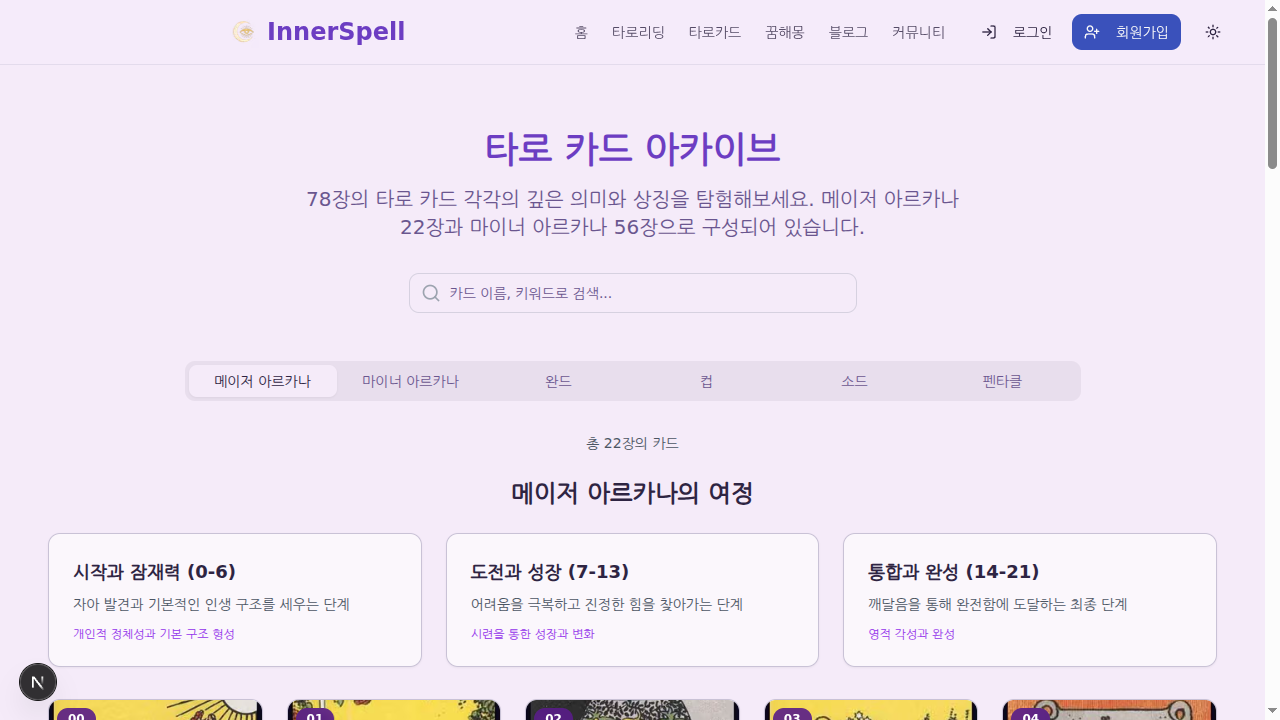 InnerSpell
홈 타로리딩 타로카드 꿈해몽 블로그 커뮤니티 로그인 회원가입
타로 카드 아카이브
78장의 타로 카드 각각의 깊은 의미와 상징을 탐험해보세요. 메이저 아르카나
22장과 마이너 아르카나 56장으로 구성되어 있습니다.
카드 이름, 키워드로 검색...
메이저 아르카나 마이너 아르카나 완드 컵 소드 펜타클
총 22장의 카드
메이저 아르카나의 여정
시작과 잠재력 (0-6)
자아 발견과 기본적인 인생 구조를 세우는 단계
개인적 정체성과 기본 구조 형성
도전과 성장 (7-13)
어려움을 극복하고 진정한 힘을 찾아가는 단계
시련을 통한 성장과 변화
통합과 완성 (14-21)
깨달음을 통해 완전함에 도달하는 최종 단계
영적 각성과 완성
N
00 01 02 03 04